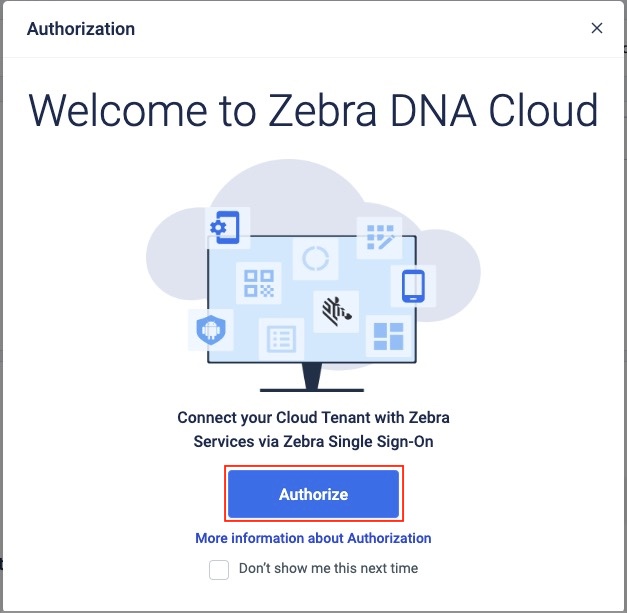 Authorization
Welcome to Zebra DNA Cloud
Connect your Cloud Tenant with Zebra
Services via Zebra Single Sign-On
Authorize
More information about Authorization
Don’t show me this next time